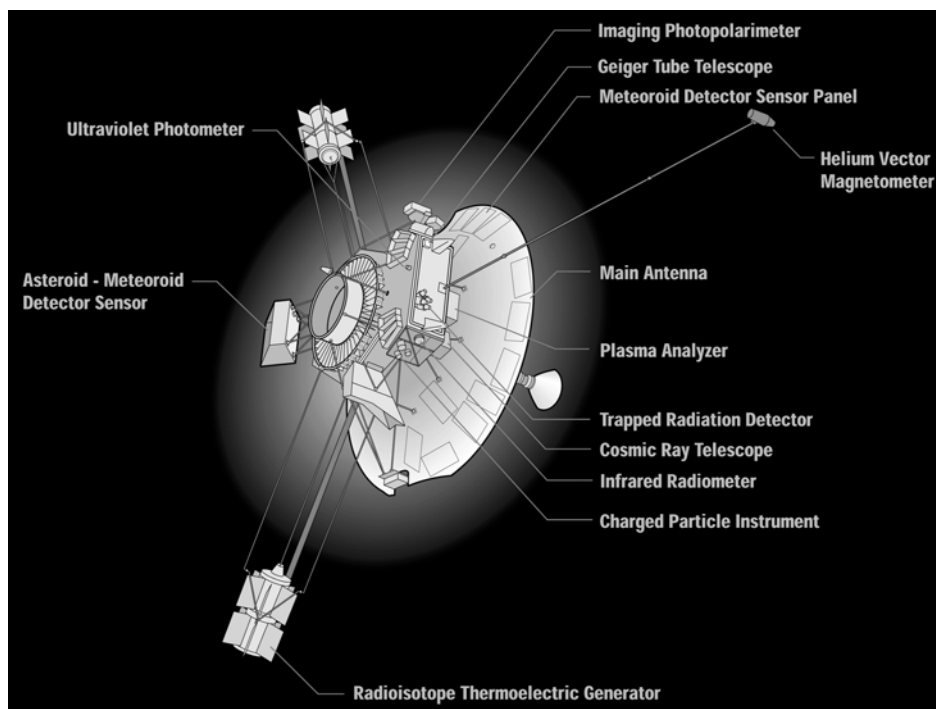 Imaging Photopolarimeter
Geiger Tube Telescope
Meteoroid Detector Sensor Panel
Ultraviolet Photometer
Helium Vector
Magnetometer
Asteroid - Meteoroid
Detector Sensor
Main Antenna
Plasma Analyzer
Trapped Radiation Detector
Cosmic Ray Telescope
Infrared Radiometer
Charged Particle Instrument
Radioisotope Thermoelectric Generator